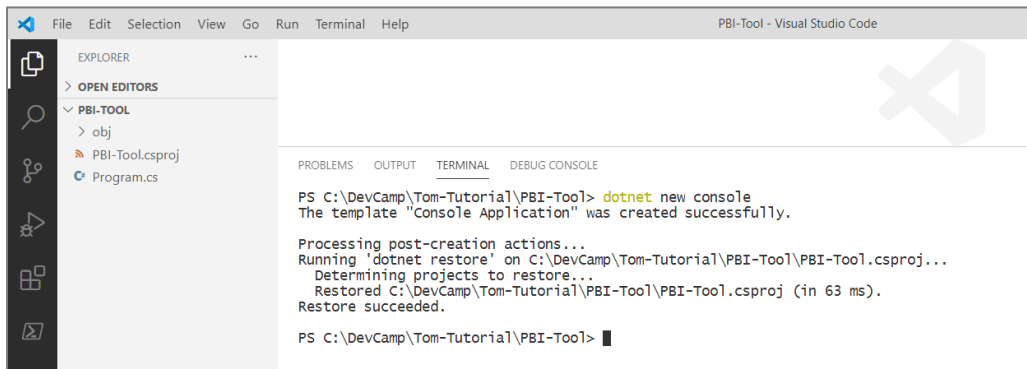 File Edit Selection View Go Run Terminal Help PBI-Tool - Visual Studio Code
EXPLORER ...
OPEN EDITORS
PBI-TOOL
obj
PBI-Tool.csproj
C# Program.cs
PROBLEMS OUTPUT TERMINAL DEBUG CONSOLE
PS C:\DevCamp\Tom-Tutorial\PBI-Tool> dotnet new console
The template "Console Application" was created successfully.
Processing post-creation actions...
Running 'dotnet restore' on C:\DevCamp\Tom-Tutorial\PBI-Tool\PBI-Tool.csproj...
Determining projects to restore...
Restored C:\DevCamp\Tom-Tutorial\PBI-Tool\PBI-Tool.csproj (in 63 ms).
Restore succeeded.
PS C:\DevCamp\Tom-Tutorial\PBI-Tool>